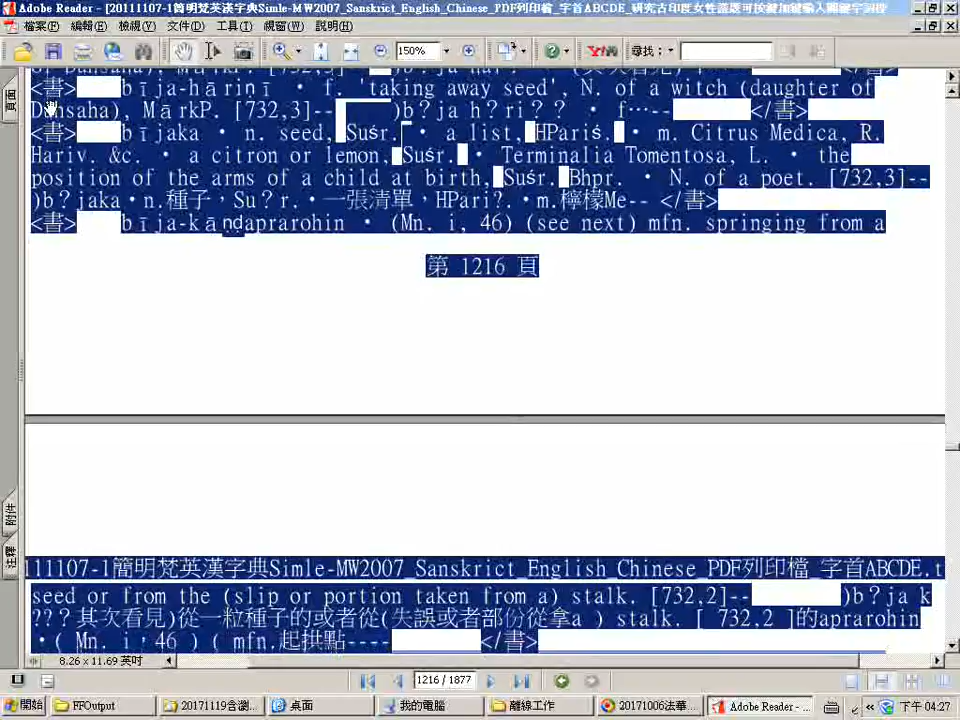 Adobe Reader - [20111107-1簡明梵英漢字典Simle-MW2007_Sanskrict_English_Chinese_PDF列印檔_字首ABCDE_研究古印度女性議題可按鍵輸入關鍵字詞
檔案(F) 編輯(E) 檢視(V) 文件(D) 工具(T) 視窗(W) 說明(H)
150% 尋找:
頁面
<書> bīja-hāriṇī · f. 'taking away seed', N. of a witch (daughter of
Duḥsaha), MārkP. [732,3]-- )b?ja h?ri?? · f… </書>
<書> bījaka · n. seed, Suśr. · a list, HPariś. · m. Citrus Medica, R.
Hariv. &c. · a citron or lemon, Suśr. · Terminalia Tomentosa, L. · the
position of the arms of a child at birth, Suśr. Bhpr. · N. of a poet. [732,3]--
)b?jaka·n.種子,Su?r.·一張清單,HPari?.·m.檸檬Me-- </書>
<書> bīja-kāṇḍaprarohin · (Mn. i, 46) (see next) mfn. springing from a
第 1216 頁
附件
注釋
111107-1簡明梵英漢字典Simle-MW2007_Sanskrict_English_Chinese_PDF列印檔_字首ABCDE.t
seed or from the (slip or portion taken from a) stalk. [732,2]-- )b?ja k
???其次看見)從一粒種子的或者從(失誤或者部份從拿a ) stalk. [ 732,2 ]的aprarohin
·( Mn. i,46 ) ( mfn.起拱點---- </書>
8.26 x 11.69 英吋
1216 / 1877
開始 FFOutput 20171119含瀏... 桌面 我的電腦 離線工作 20171006法華... Adobe Reader - [... 下午 04:27